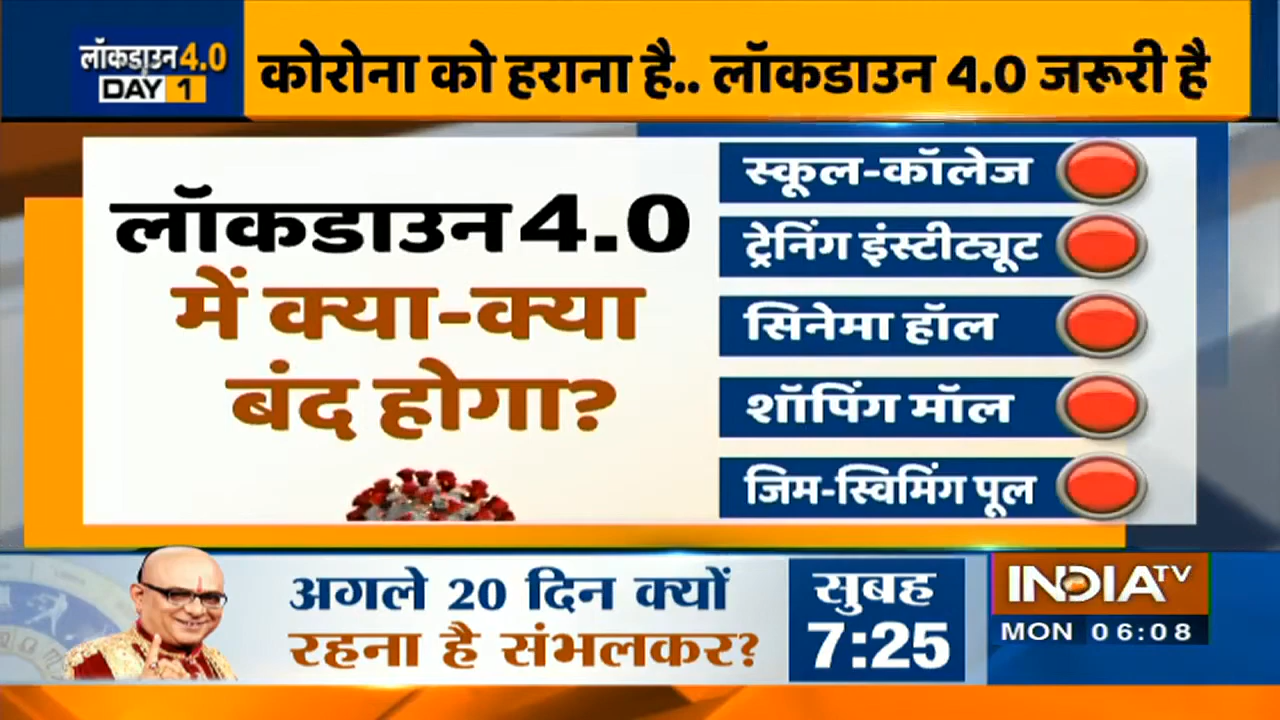 लॉकडाउन 4.0
DAY 1
कोरोना को हराना है.. लॉकडाउन 4.0 जरूरी है
लॉकडाउन 4.0
में क्या-क्या
बंद होगा?
स्कूल-कॉलेज
ट्रेनिंग इंस्टीट्यूट
सिनेमा हॉल
शॉपिंग मॉल
जिम-स्विमिंग पूल
अगले 20 दिन क्यों
रहना है संभलकर?
सुबह
7:25
INDIA TV
MON 06:08